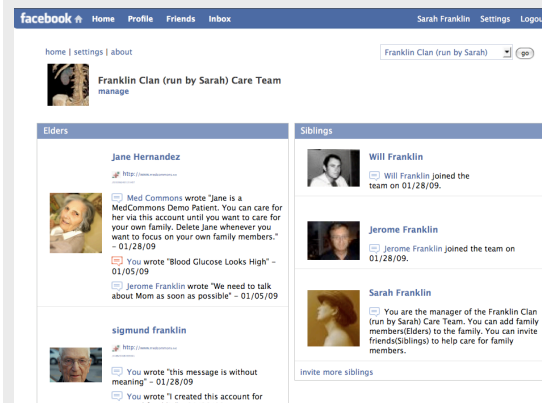 facebook Home Profile Friends Inbox Sarah Franklin Settings Logou
home | settings | about
Franklin Clan (run by Sarah) go
Franklin Clan (run by Sarah) Care Team
manage
Elders
Jane Hernandez
http://
Med Commons wrote "Jane is a
MedCommons Demo Patient. You can care for
her via this account until you want to care for
your own family. Delete Jane whenever you
want to focus on your own family members."
– 01/28/09
You wrote "Blood Glucose Looks High" –
01/05/09
Jerome Franklin wrote "We need to talk
about Mom as soon as possible" – 01/05/09
sigmund franklin
http://
You wrote "this message is without
meaning" – 01/28/09
You wrote "I created this account for
Siblings
Will Franklin
Will Franklin joined the
team on 01/28/09.
Jerome Franklin
Jerome Franklin joined the team on
01/28/09.
Sarah Franklin
You are the manager of the Franklin Clan
(run by Sarah) Care Team. You can add family
members(Elders) to the family. You can invite
friends(Siblings) to help care for family
members.
invite more siblings